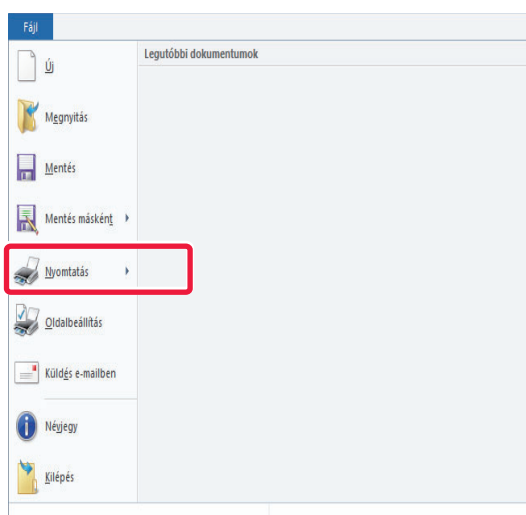 Fájl
Legutóbbi dokumentumok
Új
Megnyitás
Mentés
Mentés másként
Nyomtatás
Oldalbeállítás
Küldés e-mailben
Névjegy
Kilépés